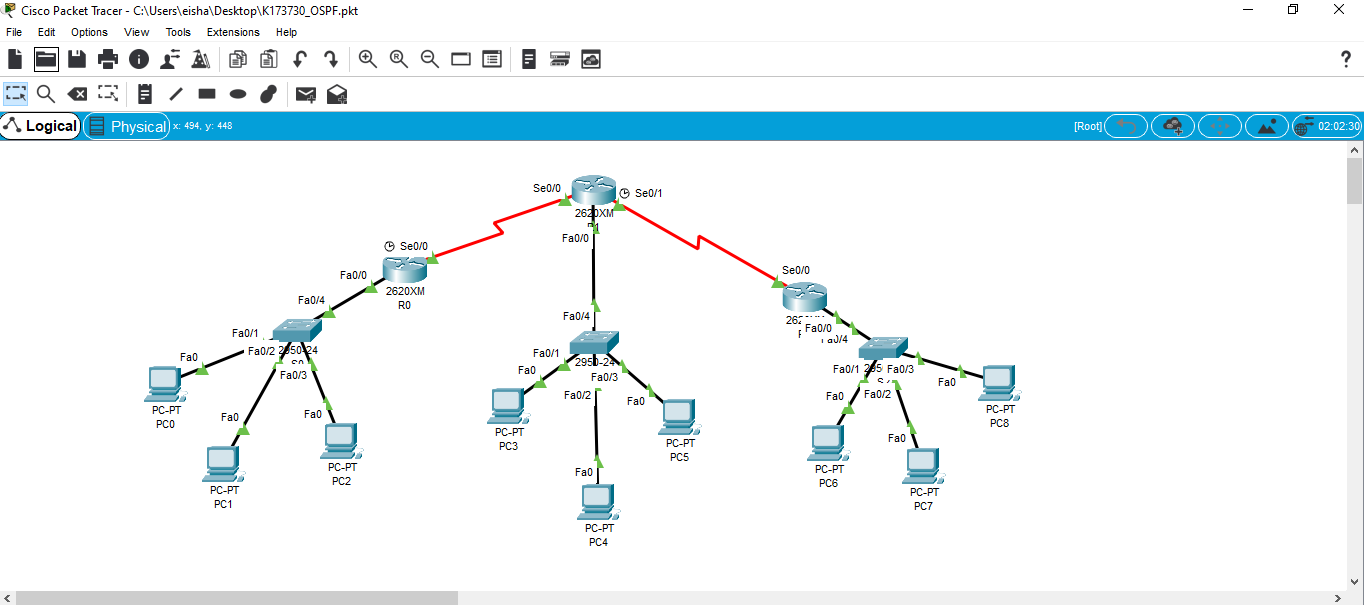 Cisco Packet Tracer - C:\Users\eisha\Desktop\K173730_OSPF.pkt
File Edit Options View Tools Extensions Help
Logical Physical x: 494, y: 448 [Root] 02:02:30
Se0/0
Se0/1
2620XM
Fa0/0
Se0/0
Fa0/0
2620XM
R0
Se0/0
Fa0/0
Fa0/4
Fa0/1
Fa0/2
2950-24
S0
Fa0/3
Fa0
PC-PT
PC0
Fa0
PC-PT
PC1
Fa0
PC-PT
PC2
Fa0/4
Fa0/1
2950-24
Fa0/3
Fa0/2
Fa0
PC-PT
PC3
Fa0
PC-PT
PC4
Fa0
PC-PT
PC5
Fa0/1
Fa0/3
Fa0/2
Fa0
PC-PT
PC6
Fa0
PC-PT
PC7
Fa0
PC-PT
PC8